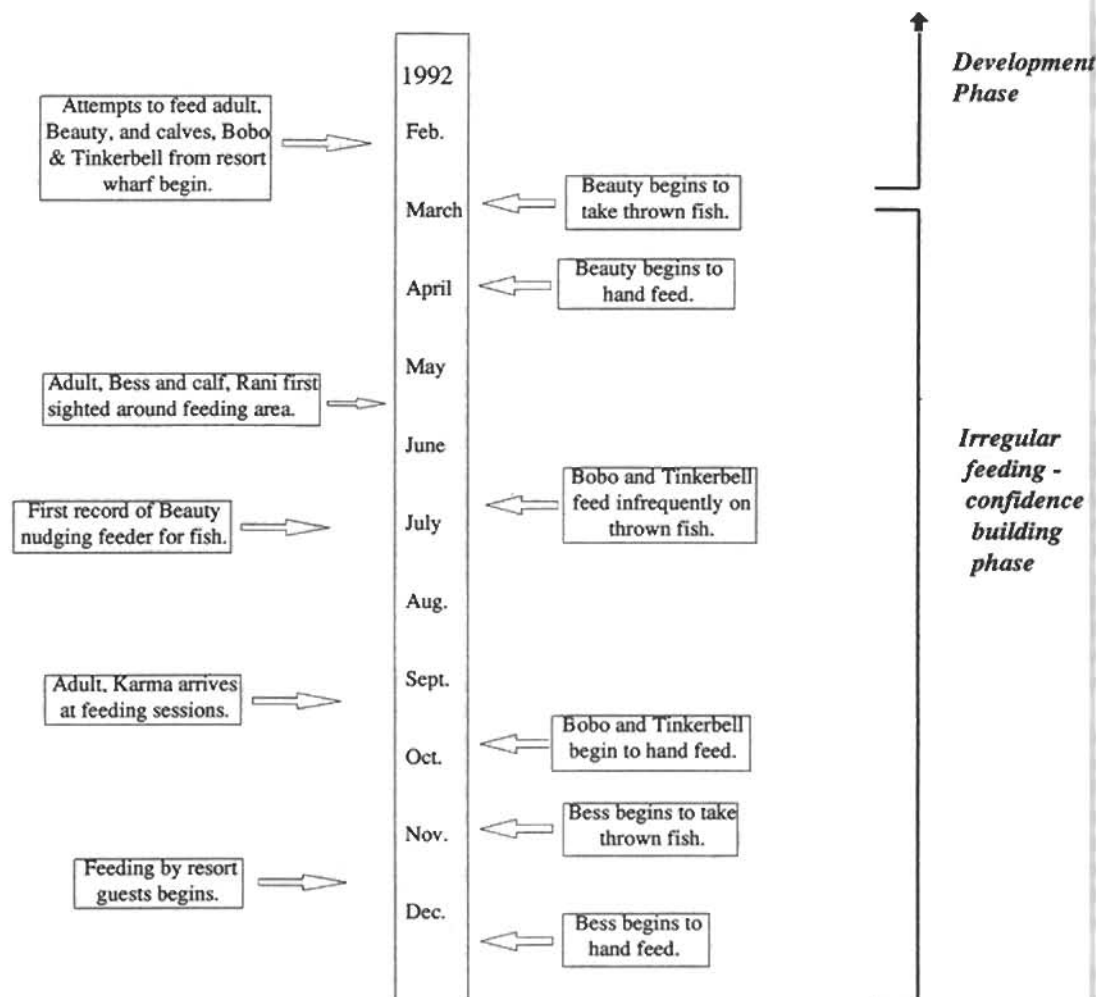 1992
Development
Phase
Attempts to feed adult,
Beauty, and calves, Bobo
& Tinkerbell from resort
wharf begin.
Feb.
Beauty begins to
take thrown fish.
March
Beauty begins to
hand feed.
April
May
Adult, Bess and calf, Rani first
sighted around feeding area.
June
Irregular
feeding -
confidence
building
phase
Bobo and Tinkerbell
feed infrequently on
thrown fish.
First record of Beauty
nudging feeder for fish.
July
Aug.
Sept.
Adult, Karma arrives
at feeding sessions.
Bobo and Tinkerbell
begin to hand feed.
Oct.
Bess begins to take
thrown fish.
Nov.
Feeding by resort
guests begins.
Dec.
Bess begins to
hand feed.